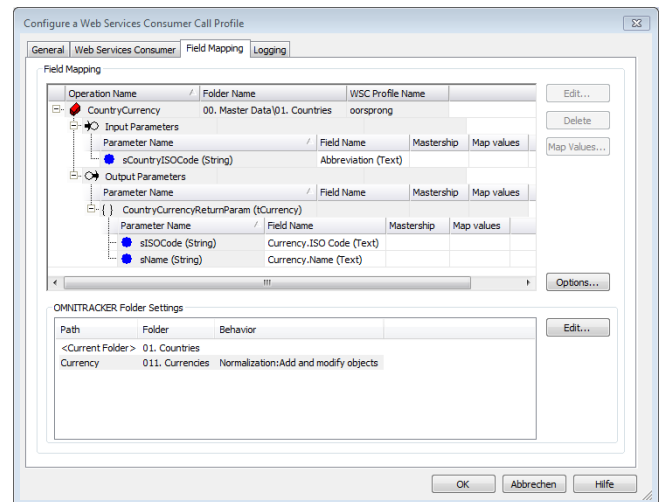 Configure a Web Services Consumer Call Profile
General Web Services Consumer Field Mapping Logging
Field Mapping
Operation Name Folder Name WSC Profile Name
CountryCurrency 00. Master Data\01. Countries oorsprong
Input Parameters
Parameter Name Field Name Mastership Map values
sCountryISOCode (String) Abbreviation (Text)
Output Parameters
Parameter Name Field Name Mastership Map values
{ } CountryCurrencyReturnParam (tCurrency)
Parameter Name Field Name Mastership Map values
sISOCode (String) Currency.ISO Code (Text)
sName (String) Currency.Name (Text)
Edit...
Delete
Map Values...
Options...
OMNITRACKER Folder Settings
Path Folder Behavior
<Current Folder> 01. Countries
Currency 011. Currencies Normalization:Add and modify objects
Edit...
OK Abbrechen Hilfe